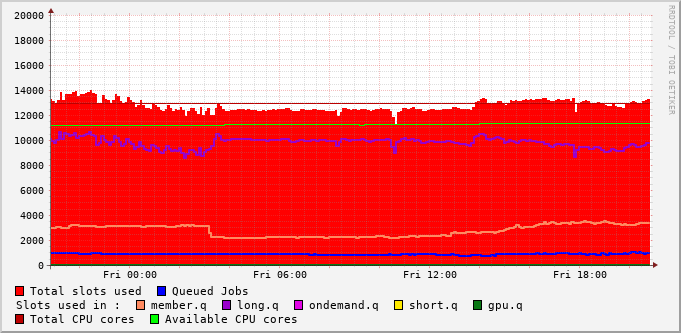 RRDTOOL / TOBI OETIKER
20000
18000
16000
14000
12000
10000
8000
6000
4000
2000
0
Fri 00:00 Fri 06:00 Fri 12:00 Fri 18:00
Total slots used Queued Jobs
Slots used in : member.q long.q ondemand.q short.q gpu.q
Total CPU cores Available CPU cores